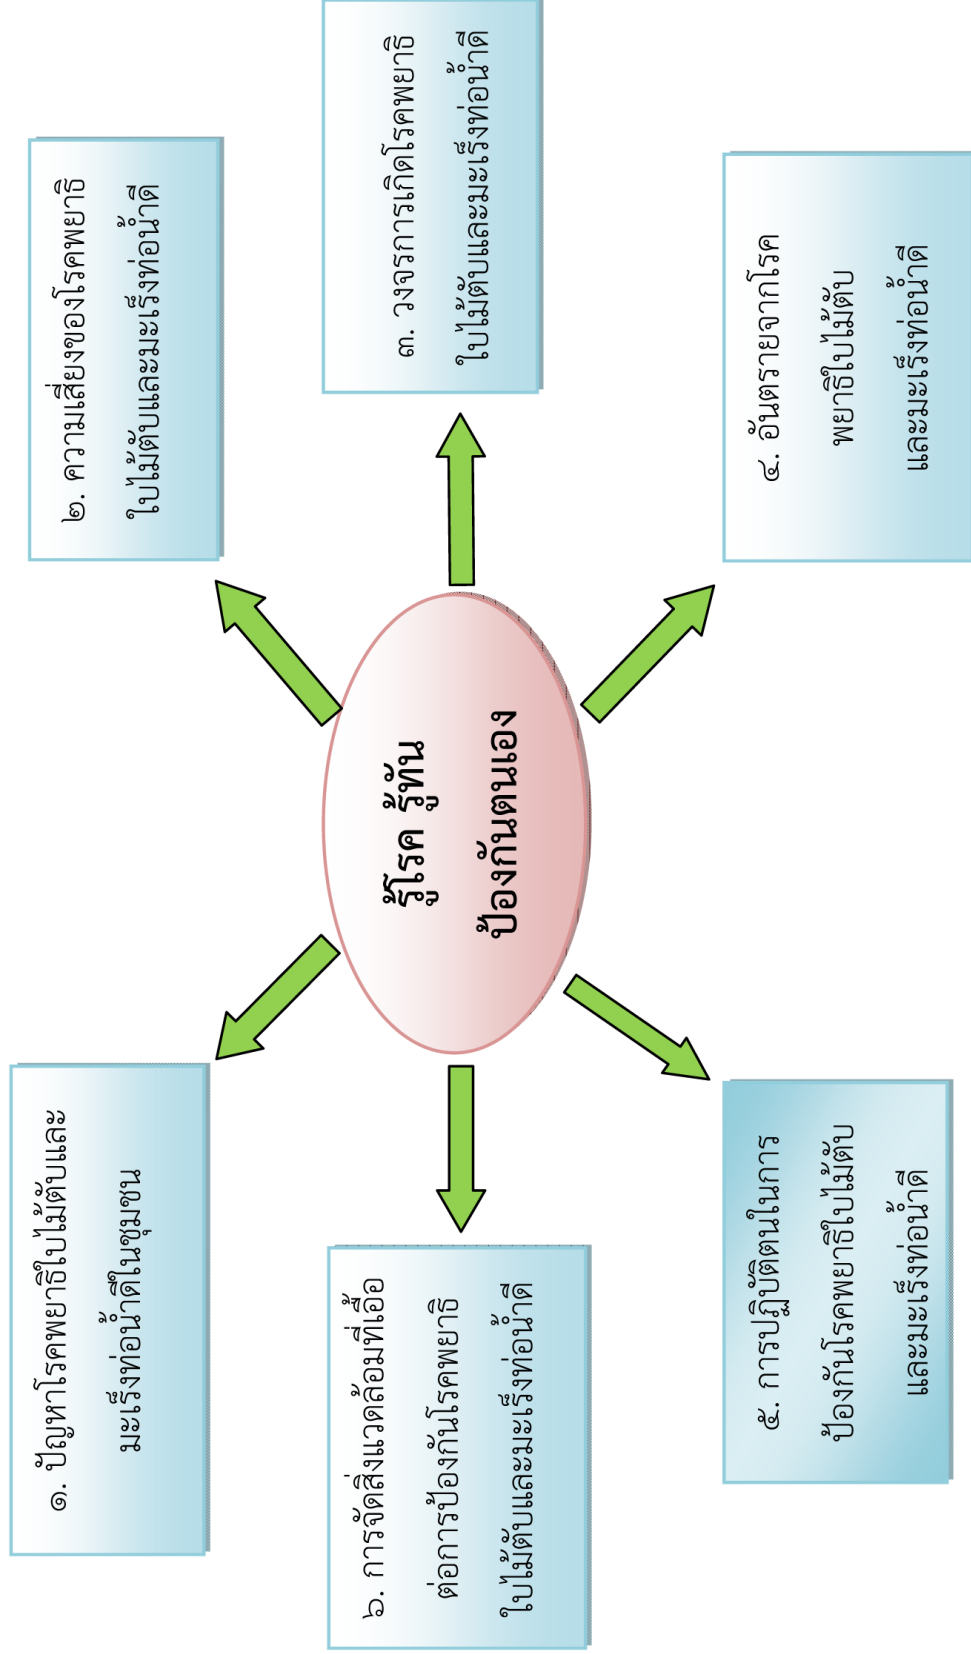 ๑. ปัญหาโรคพยาธิใบไม้ตับและ
มะเร็งท่อน้ำดีในชุมชน
๒. ความเสี่ยงของโรคพยาธิ
ใบไม้ตับและมะเร็งท่อน้ำดี
๓. วงจรการเกิดโรคพยาธิ
ใบไม้ตับและมะเร็งท่อน้ำดี
๔. อันตรายจากโรค
พยาธิใบไม้ตับ
และมะเร็งท่อน้ำดี
๕. การปฏิบัติตนในการ
ป้องกันโรคพยาธิใบไม้ตับ
และมะเร็งท่อน้ำดี
๖. การจัดสิ่งแวดล้อมที่เอื้อ
ต่อการป้องกันโรคพยาธิ
ใบไม้ตับและมะเร็งท่อน้ำดี
รู้โรค รู้ทัน
ป้องกันตนเอง